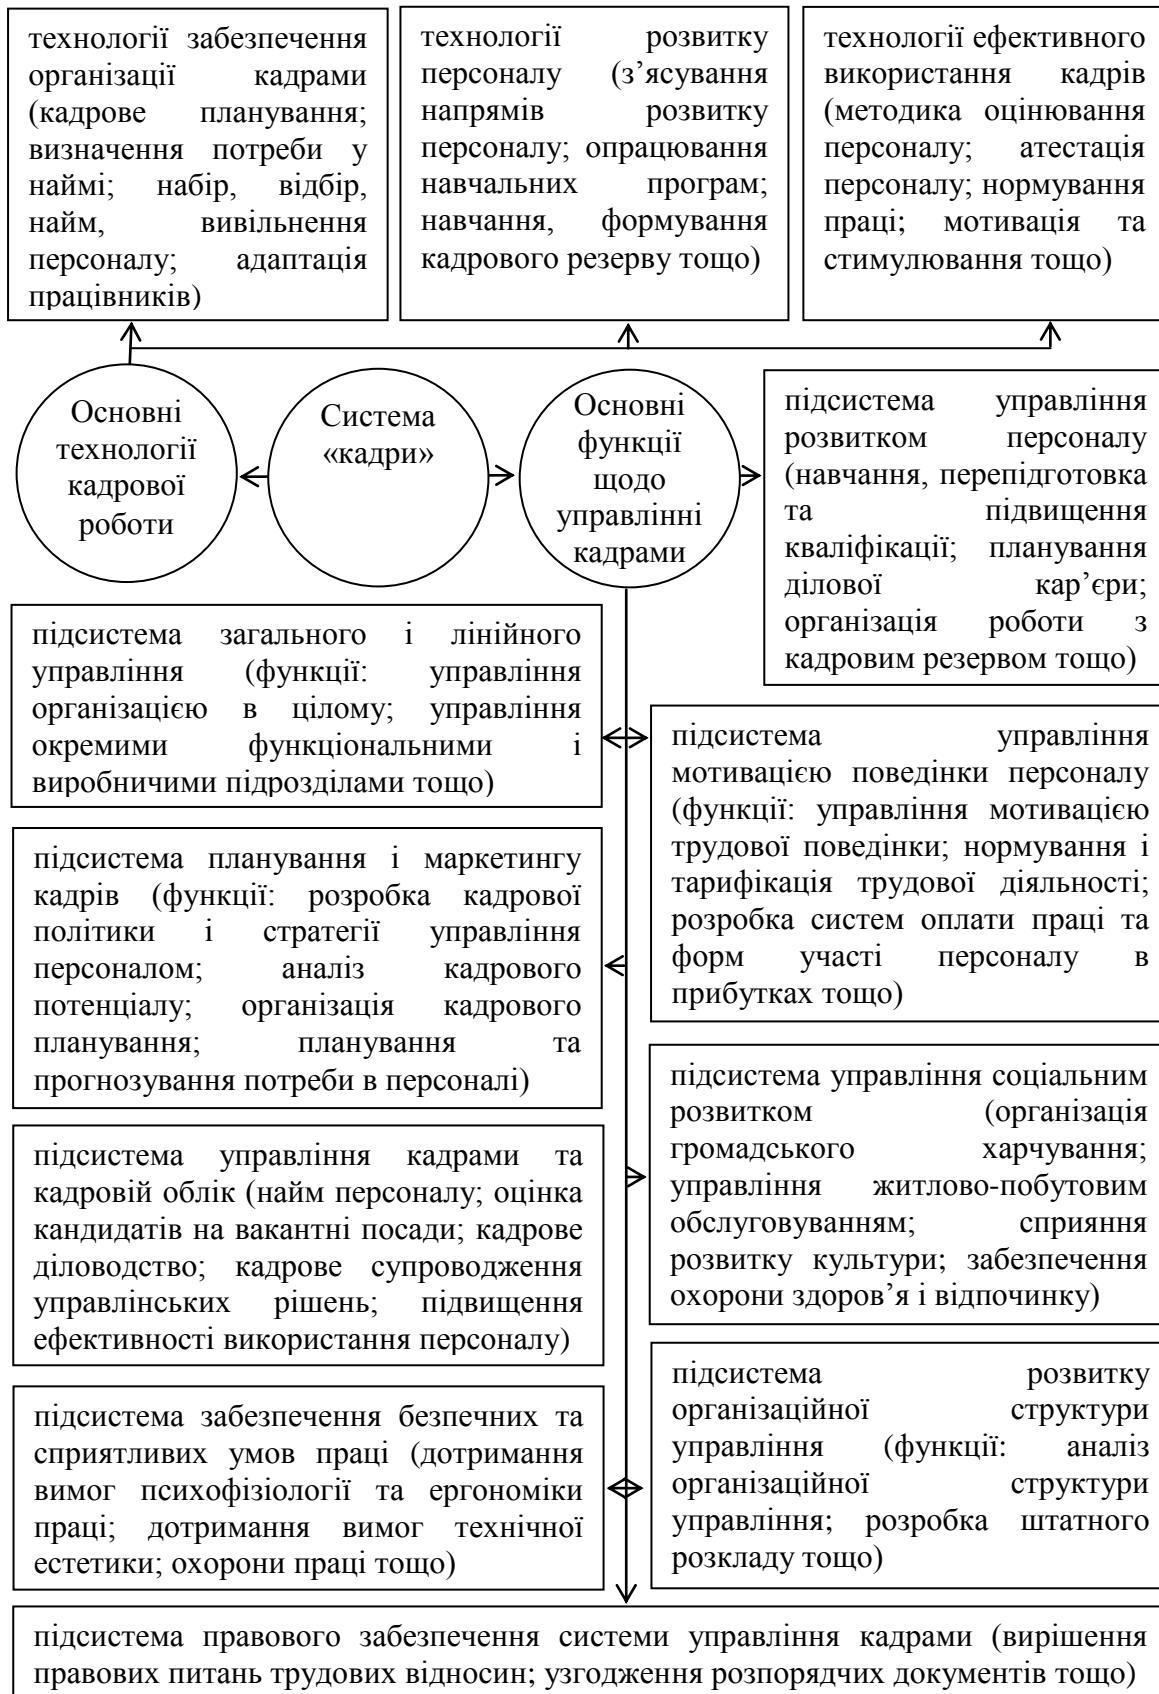 технології забезпечення
організації кадрами
(кадрове планування;
визначення потреби у
наймі; набір, відбір,
найм, вивільнення
персоналу; адаптація
працівників)
технології розвитку
персоналу (з’ясування
напрямів розвитку
персоналу; опрацювання
навчальних програм;
навчання, формування
кадрового резерву тощо)
технології ефективного
використання кадрів
(методика оцінювання
персоналу; атестація
персоналу; нормування
праці; мотивація та
стимулювання тощо)
Основні
технології
кадрової
роботи
Система
«кадри»
Основні
функції
щодо
управлінні
кадрами
підсистема управління
розвитком персоналу
(навчання, перепідготовка
та підвищення
кваліфікації; планування
ділової кар’єри;
організація роботи з
кадровим резервом тощо)
підсистема загального і лінійного
управління (функції: управління
організацією в цілому; управління
окремими функціональними і
виробничими підрозділами тощо)
підсистема управління
мотивацією поведінки персоналу
(функції: управління мотивацією
трудової поведінки; нормування і
тарифікація трудової діяльності;
розробка систем оплати праці та
форм участі персоналу в
прибутках тощо)
підсистема планування і маркетингу
кадрів (функції: розробка кадрової
політики і стратегії управління
персоналом; аналіз кадрового
потенціалу; організація кадрового
планування; планування та
прогнозування потреби в персоналі)
підсистема управління соціальним
розвитком (організація
громадського харчування;
управління житлово-побутовим
обслуговуванням; сприяння
розвитку культури; забезпечення
охорони здоров’я і відпочинку)
підсистема управління кадрами та
кадровій облік (найм персоналу; оцінка
кандидатів на вакантні посади; кадрове
діловодство; кадрове супроводження
управлінських рішень; підвищення
ефективності використання персоналу)
підсистема розвитку
організаційної структури
управління (функції: аналіз
організаційної структури
управління; розробка штатного
розкладу тощо)
підсистема забезпечення безпечних та
сприятливих умов праці (дотримання
вимог психофізіології та ергономіки
праці; дотримання вимог технічної
естетики; охорони праці тощо)
підсистема правового забезпечення системи управління кадрами (вирішення
правових питань трудових відносин; узгодження розпорядчих документів тощо)